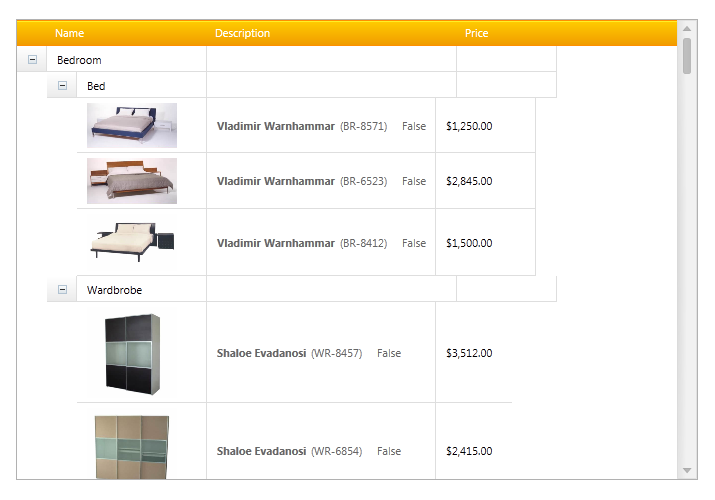 Name Description Price
Bedroom
Bed
Vladimir Warnhammar (BR-8571) False $1,250.00
Vladimir Warnhammar (BR-6523) False $2,845.00
Vladimir Warnhammar (BR-8412) False $1,500.00
Wardbrobe
Shaloe Evadanosi (WR-8457) False $3,512.00
Shaloe Evadanosi (WR-6854) False $2,415.00